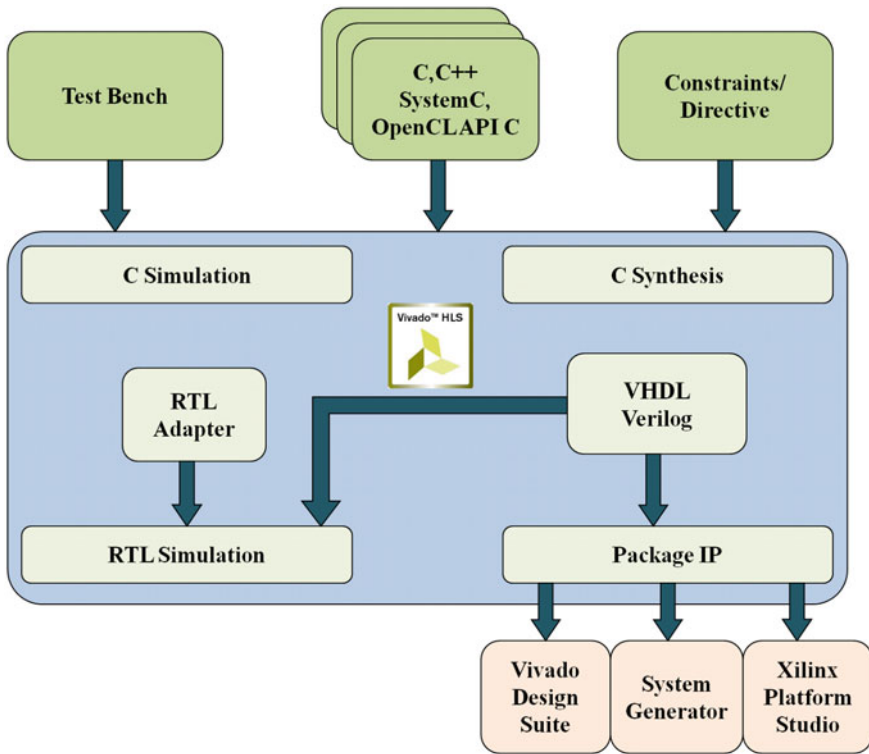 Test Bench
C,C++
SystemC,
OpenCLAPI C
Constraints/
Directive
C Simulation
C Synthesis
Vivado™ HLS
RTL
Adapter
VHDL
Verilog
RTL Simulation
Package IP
Vivado
Design
Suite
System
Generator
Xilinx
Platform
Studio